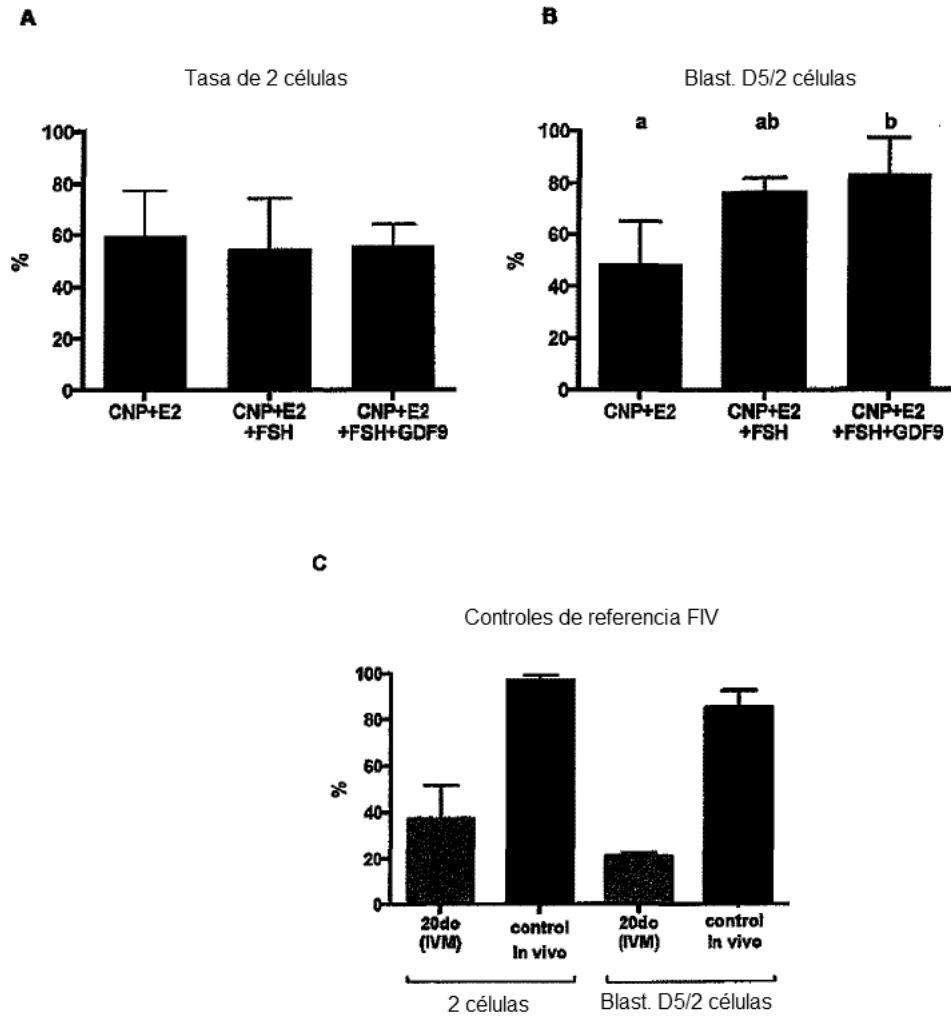 A
Tasa de 2 células
100
80
60
40
20
0
%
CNP+E2
CNP+E2
+FSH
CNP+E2
+FSH+GDF9
B
Blast. D5/2 células
a
ab
b
100
80
60
40
20
0
%
CNP+E2
CNP+E2
+FSH
CNP+E2
+FSH+GDF9
C
Controles de referencia FIV
100
80
60
40
20
0
%
20do
(IVM)
control
In vivo
20do
(IVM)
control
In vivo
2 células
Blast. D5/2 células